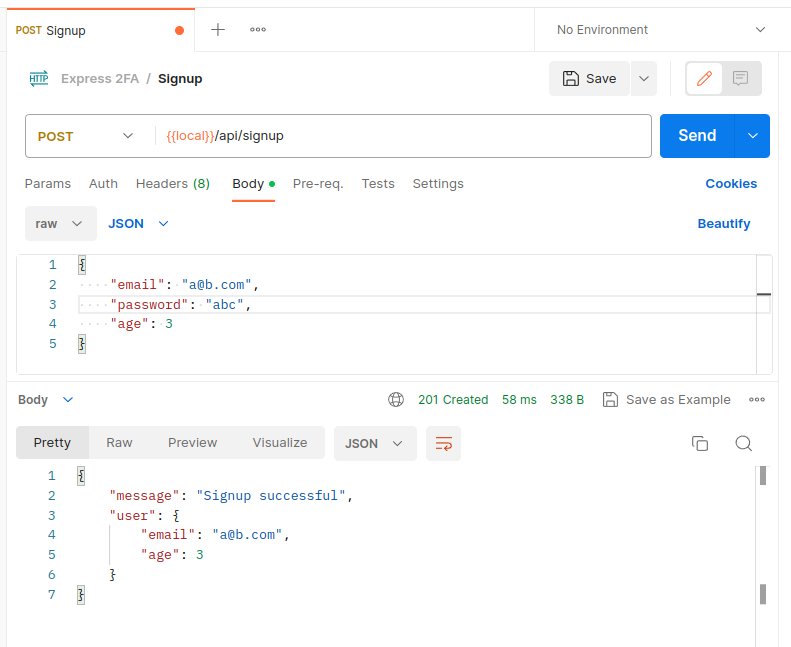 POST Signup
No Environment
HTTP Express 2FA / Signup Save
POST {{local}}/api/signup Send
Params Auth Headers (8) Body Pre-req. Tests Settings Cookies
raw JSON Beautify
1 {
2 ····"email":·"a@b.com",
3 ····"password":·"abc",
4 ····"age":·3
5 }
Body 201 Created 58 ms 338 B Save as Example
Pretty Raw Preview Visualize JSON
1 {
2 "message": "Signup successful",
3 "user": {
4 "email": "a@b.com",
5 "age": 3
6 }
7 }